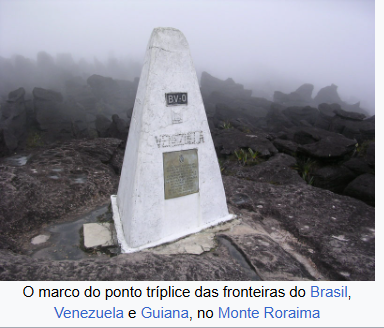 BV-0
VENEZUELA
O marco do ponto tríplice das fronteiras do Brasil,
Venezuela e Guiana, no Monte Roraima